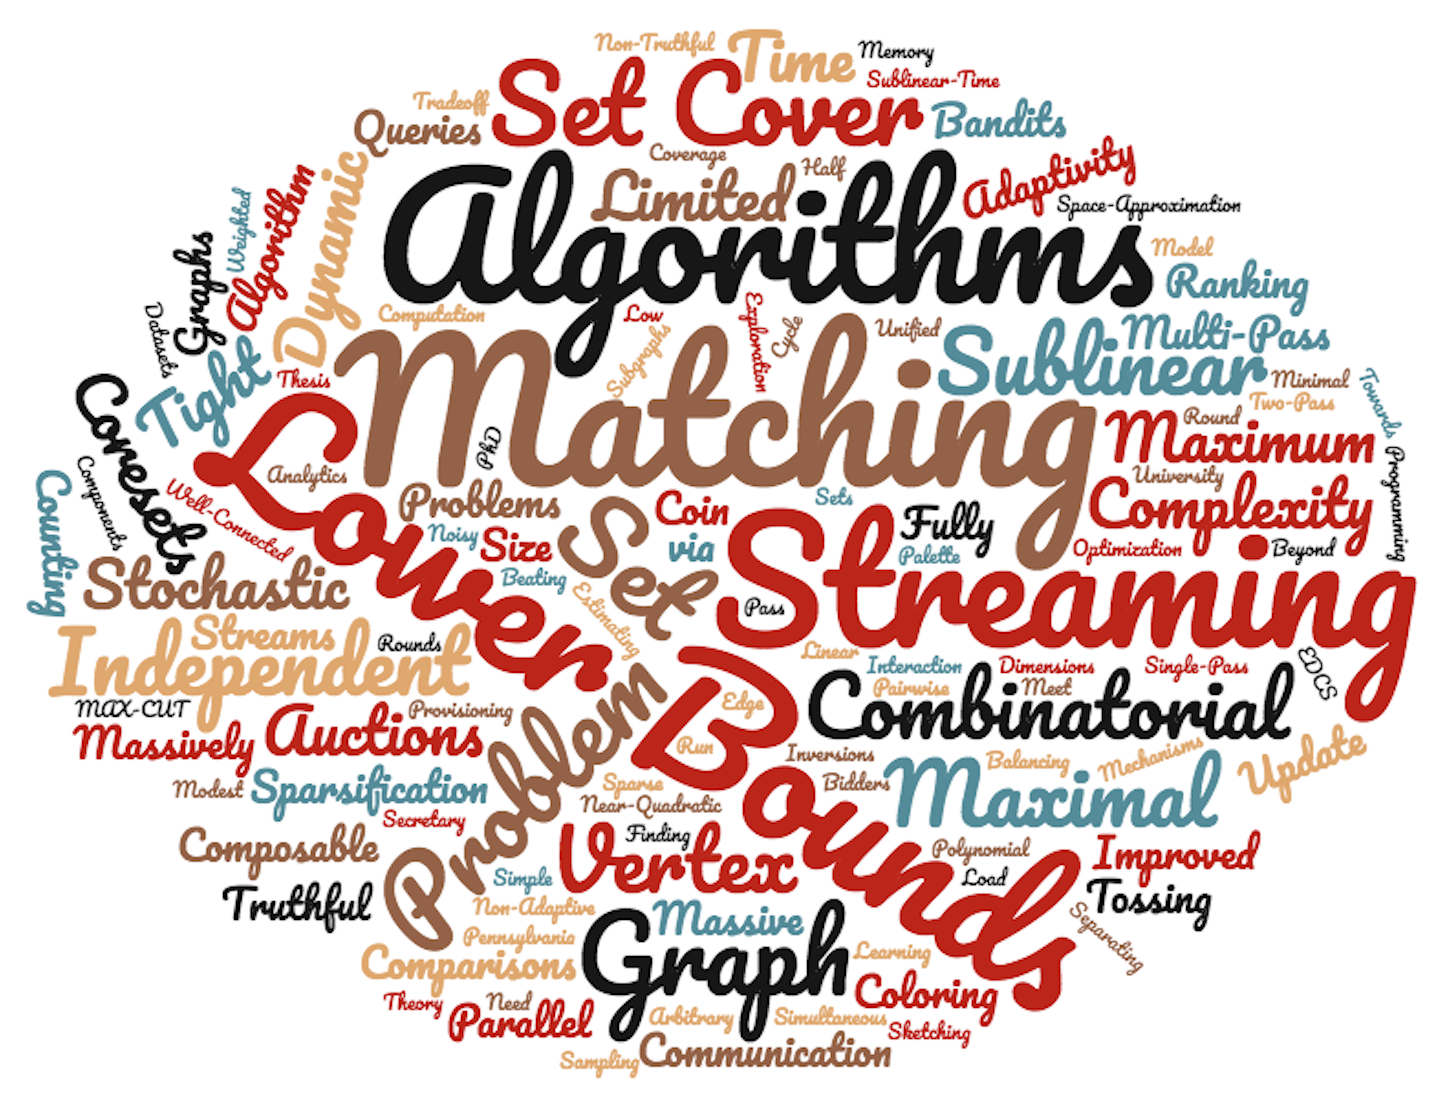 Non-Truthful
Time
Memory
Sublinear-Time
Tradeoff
Queries
Set Cover
Bandits
Coverage
Half
Limited
Adaptivity
Space-Approximation
Algorithms
Dynamic
Algorithm
Weighted
Graphs
Datasets
Model
Ranking
Computation
Low
Subgraphs
Exploration
Cycle
Unified
Sublinear
Multi-Pass
Tight
Thesis
Matching
Minimal
Two-Pass
Towards
Coresets
Lower
Analytics
PhD
Round
Maximum
University
Programming
Components
Well-Connected
Counting
Problems
Noisy
Size
Beating
Set
Coin
via
Sets
Streaming
Fully
Palette
Complexity
Optimization
Beyond
Stochastic
Estimating
Pass
Streams
Independent
Rounds
Linear
Interaction
Dimensions
Single-Pass
EDCS
Pairwise
Meet
MAX-CUT
Provisioning
Problem
Bounds
Edge
Run
Combinatorial
Massively
Auctions
Inversions
Balancing
Mechanisms
Update
Modest
Sparsification
Secretary
Sparse
Near-Quadratic
Bidders
Maximal
Composable
Finding
Vertex
Polynomial
Load
Improved
Truthful
Simple
Non-Adaptive
Massive
Tossing
Separating
Pennsylvania
Comparisons
Graph
Learning
Coloring
Theory
Need
Parallel
Arbitrary
Simultaneous
Sketching
Sampling
Communication